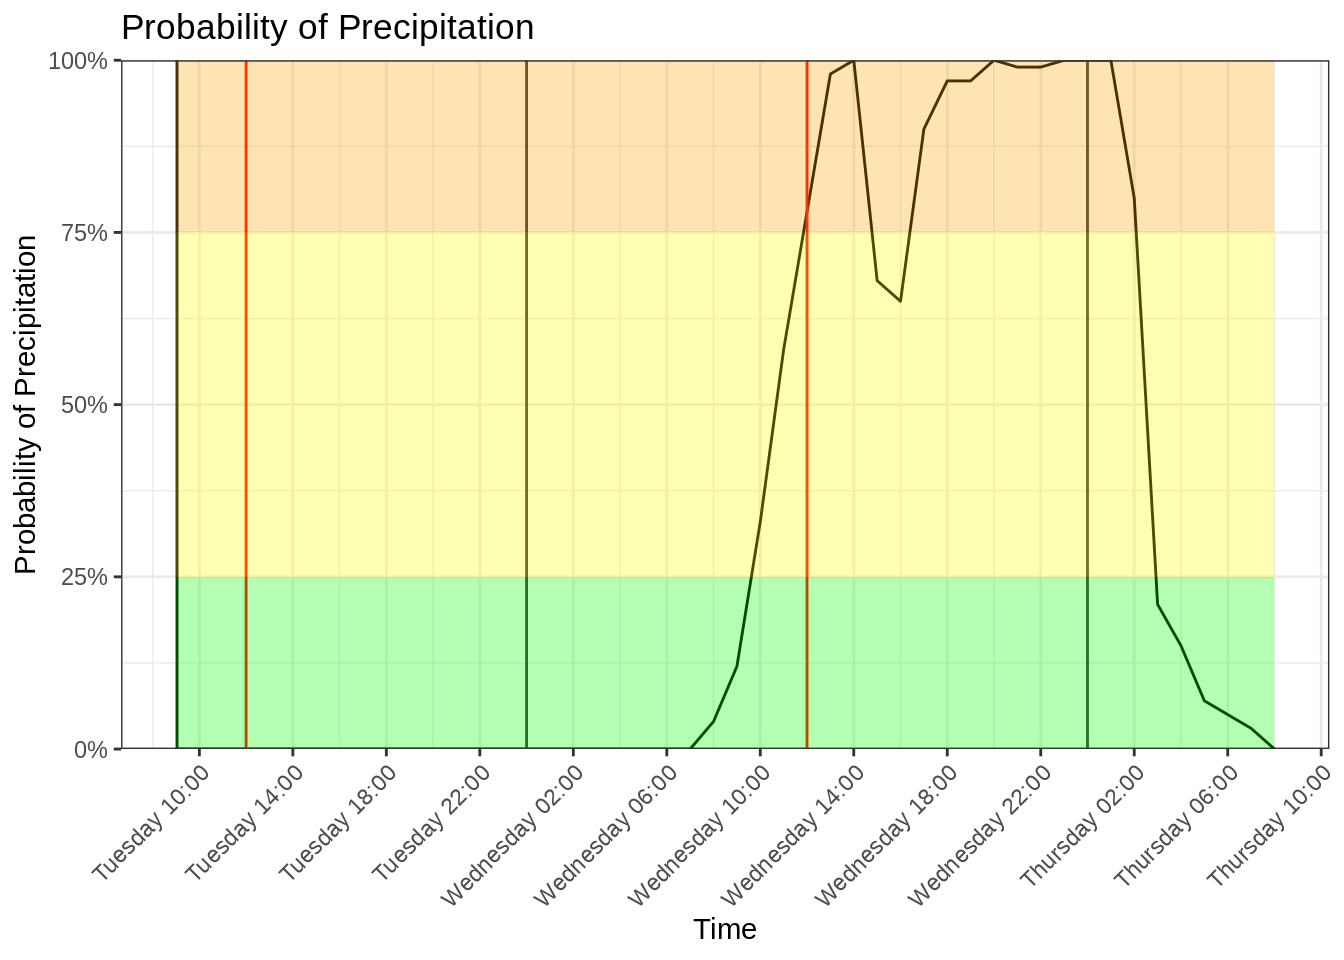 Probability of Precipitation
100%
75%
50%
25%
0%
Probability of Precipitation
Tuesday 10:00
Tuesday 14:00
Tuesday 18:00
Tuesday 22:00
Wednesday 02:00
Wednesday 06:00
Wednesday 10:00
Wednesday 14:00
Wednesday 18:00
Wednesday 22:00
Thursday 02:00
Thursday 06:00
Thursday 10:00
Time